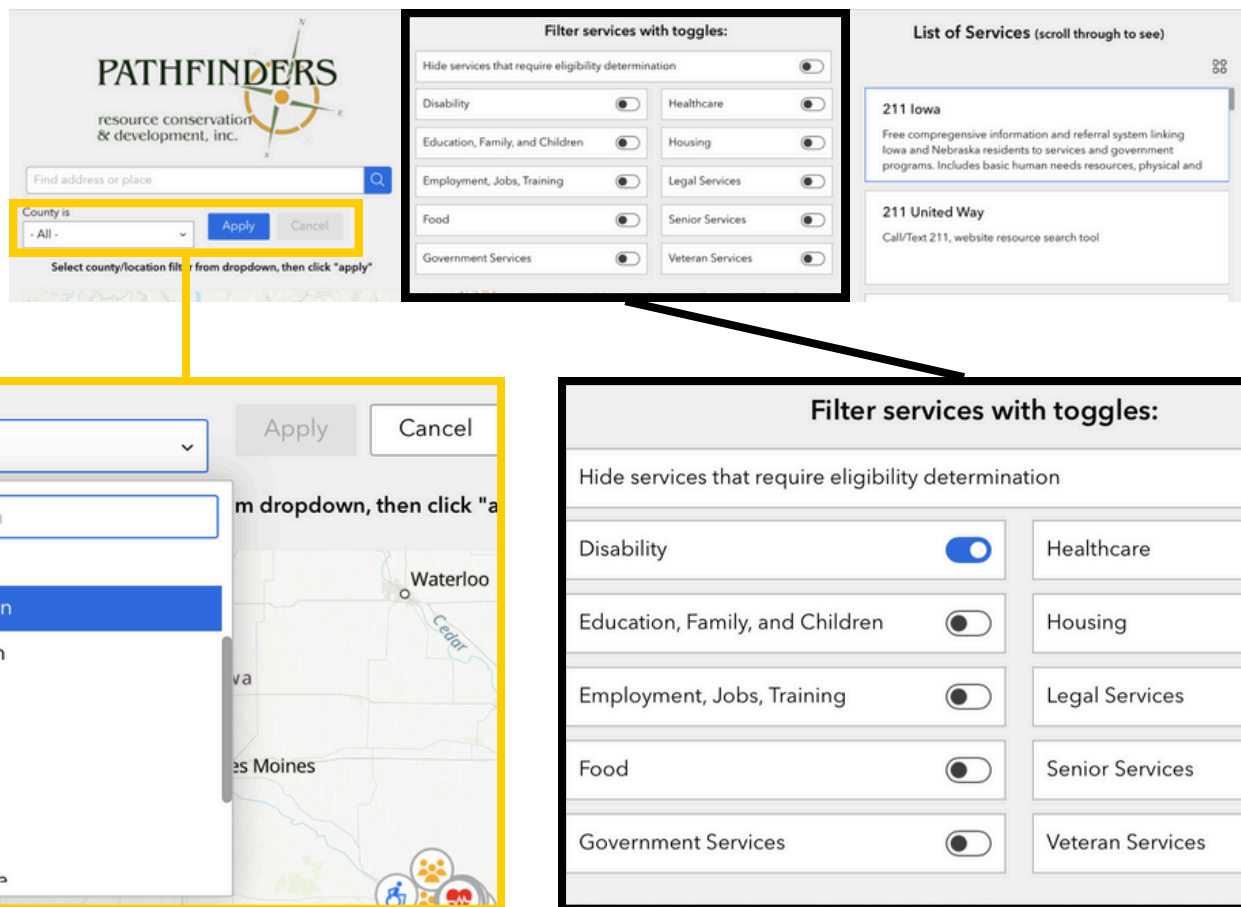 PATHFINDERS
resource conservation
& development, inc.
N
E
S
Find address or place
County is
- All -
Apply
Cancel
Select county/location filter from dropdown, then click "apply"
Filter services with toggles:
Hide services that require eligibility determination
Disability
Healthcare
Education, Family, and Children
Housing
Employment, Jobs, Training
Legal Services
Food
Senior Services
Government Services
Veteran Services
List of Services (scroll through to see)
211 Iowa
Free compregensive information and referral system linking
Iowa and Nebraska residents to services and government
programs. Includes basic human needs resources, physical and
211 United Way
Call/Text 211, website resource search tool
Apply
Cancel
m dropdown, then click "a
n
n
Waterloo
Cedar
wa
es Moines
Filter services with toggles:
Hide services that require eligibility determination
Disability
Healthcare
Education, Family, and Children
Housing
Employment, Jobs, Training
Legal Services
Food
Senior Services
Government Services
Veteran Services